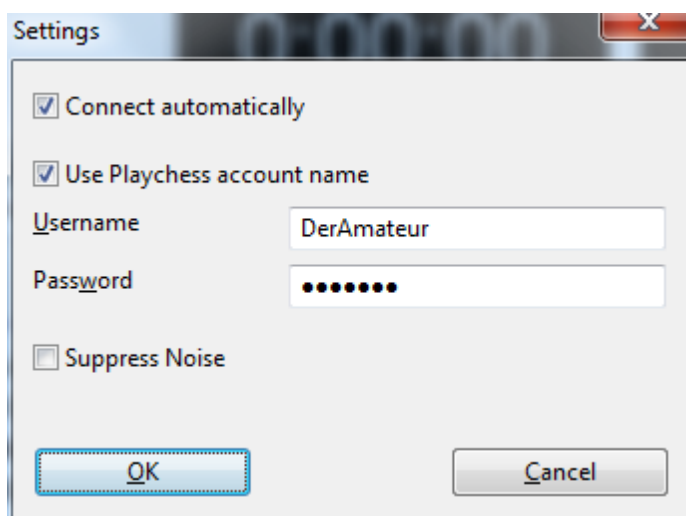 0:00:00
Settings
Connect automatically
Use Playchess account name
Username DerAmateur
Password •••••••
Suppress Noise
OK Cancel